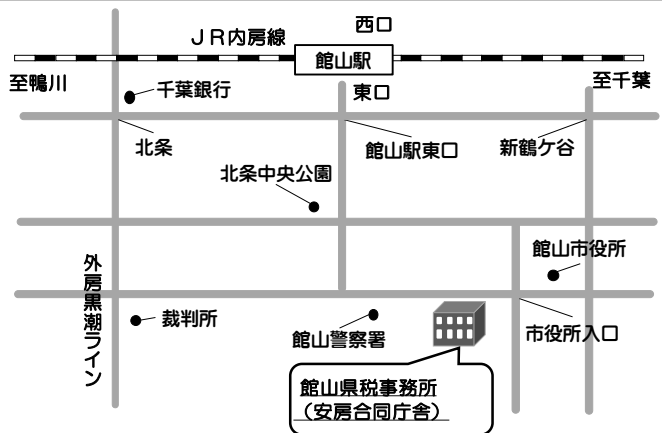 西口
JR内房線
館山駅
至鴨川
至千葉
千葉銀行
東口
北条
館山駅東口
新鶴ケ谷
北条中央公園
館山市役所
外房黒潮ライン
裁判所
館山警察署
市役所入口
館山県税事務所
（安房合同庁舎）